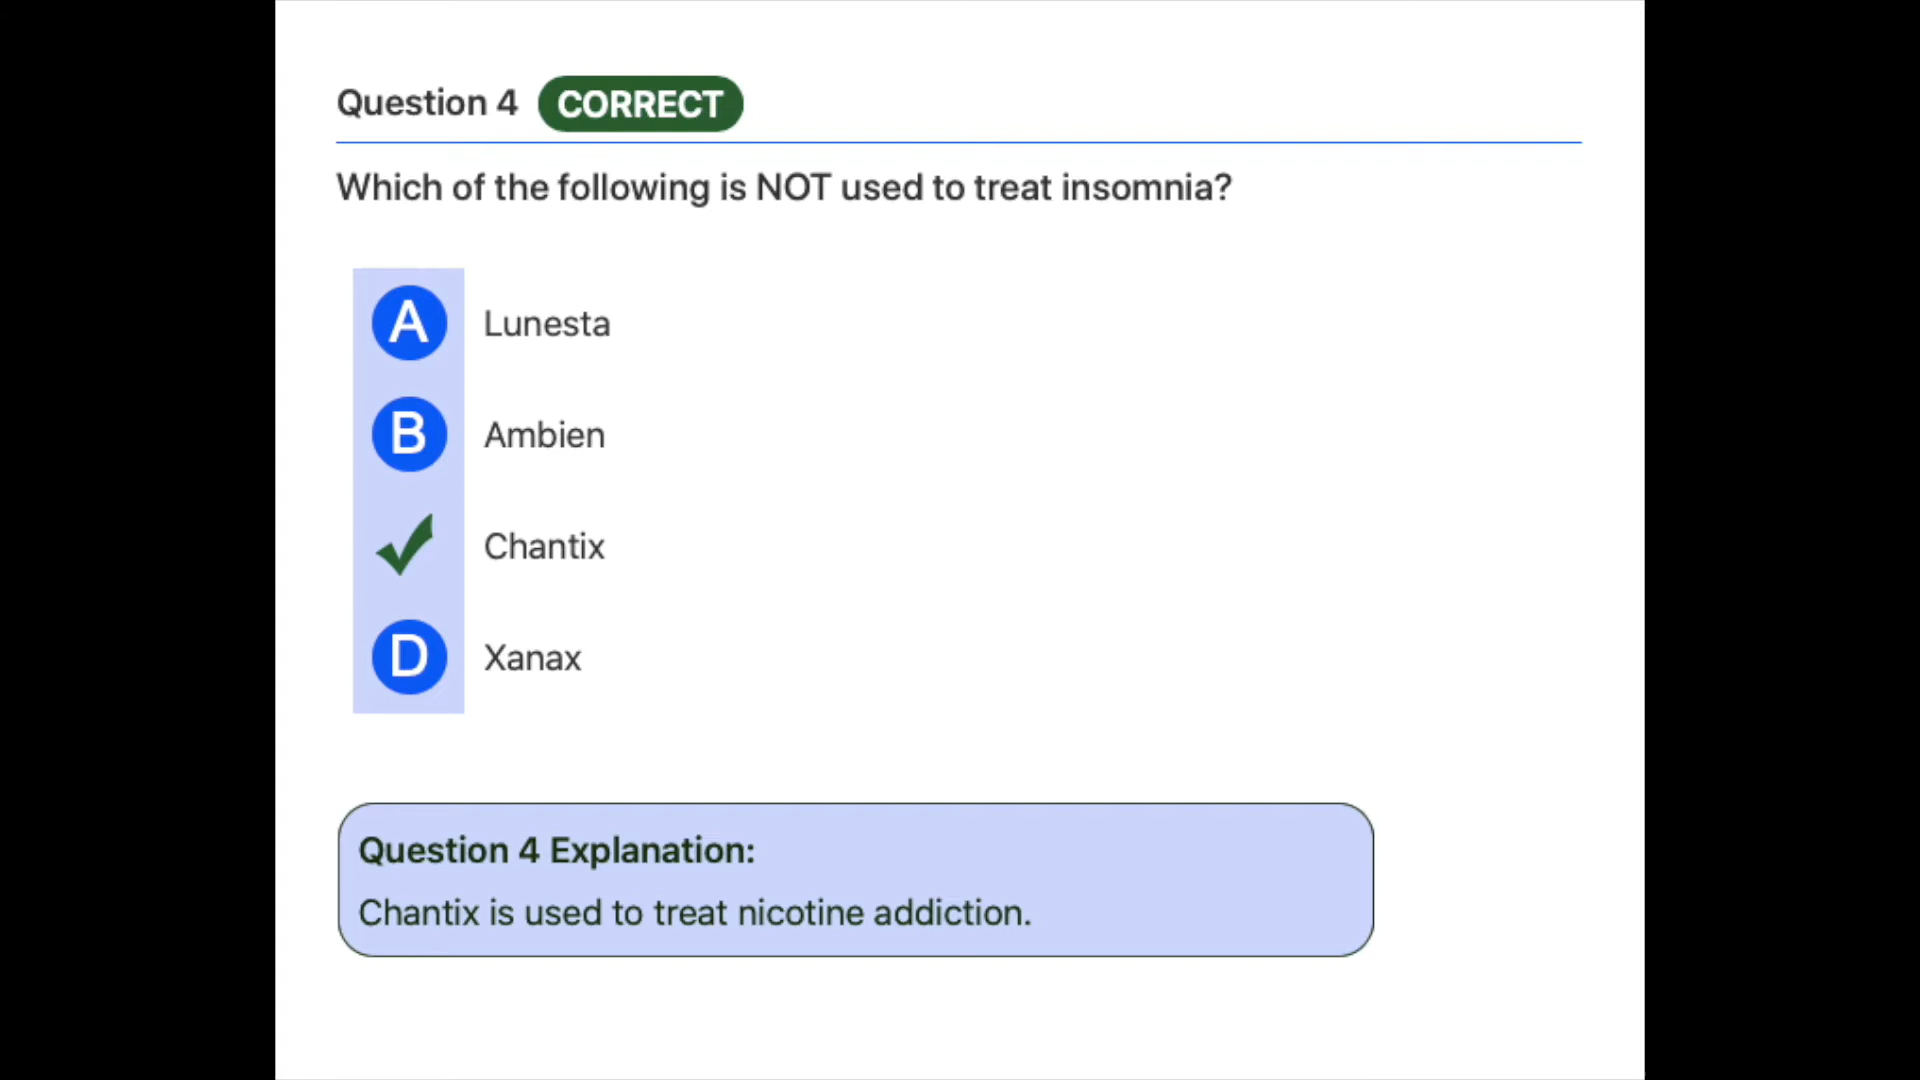 Question 4 CORRECT
Which of the following is NOT used to treat insomnia?
A Lunesta
B Ambien
Chantix
D Xanax
Question 4 Explanation:
Chantix is used to treat nicotine addiction.